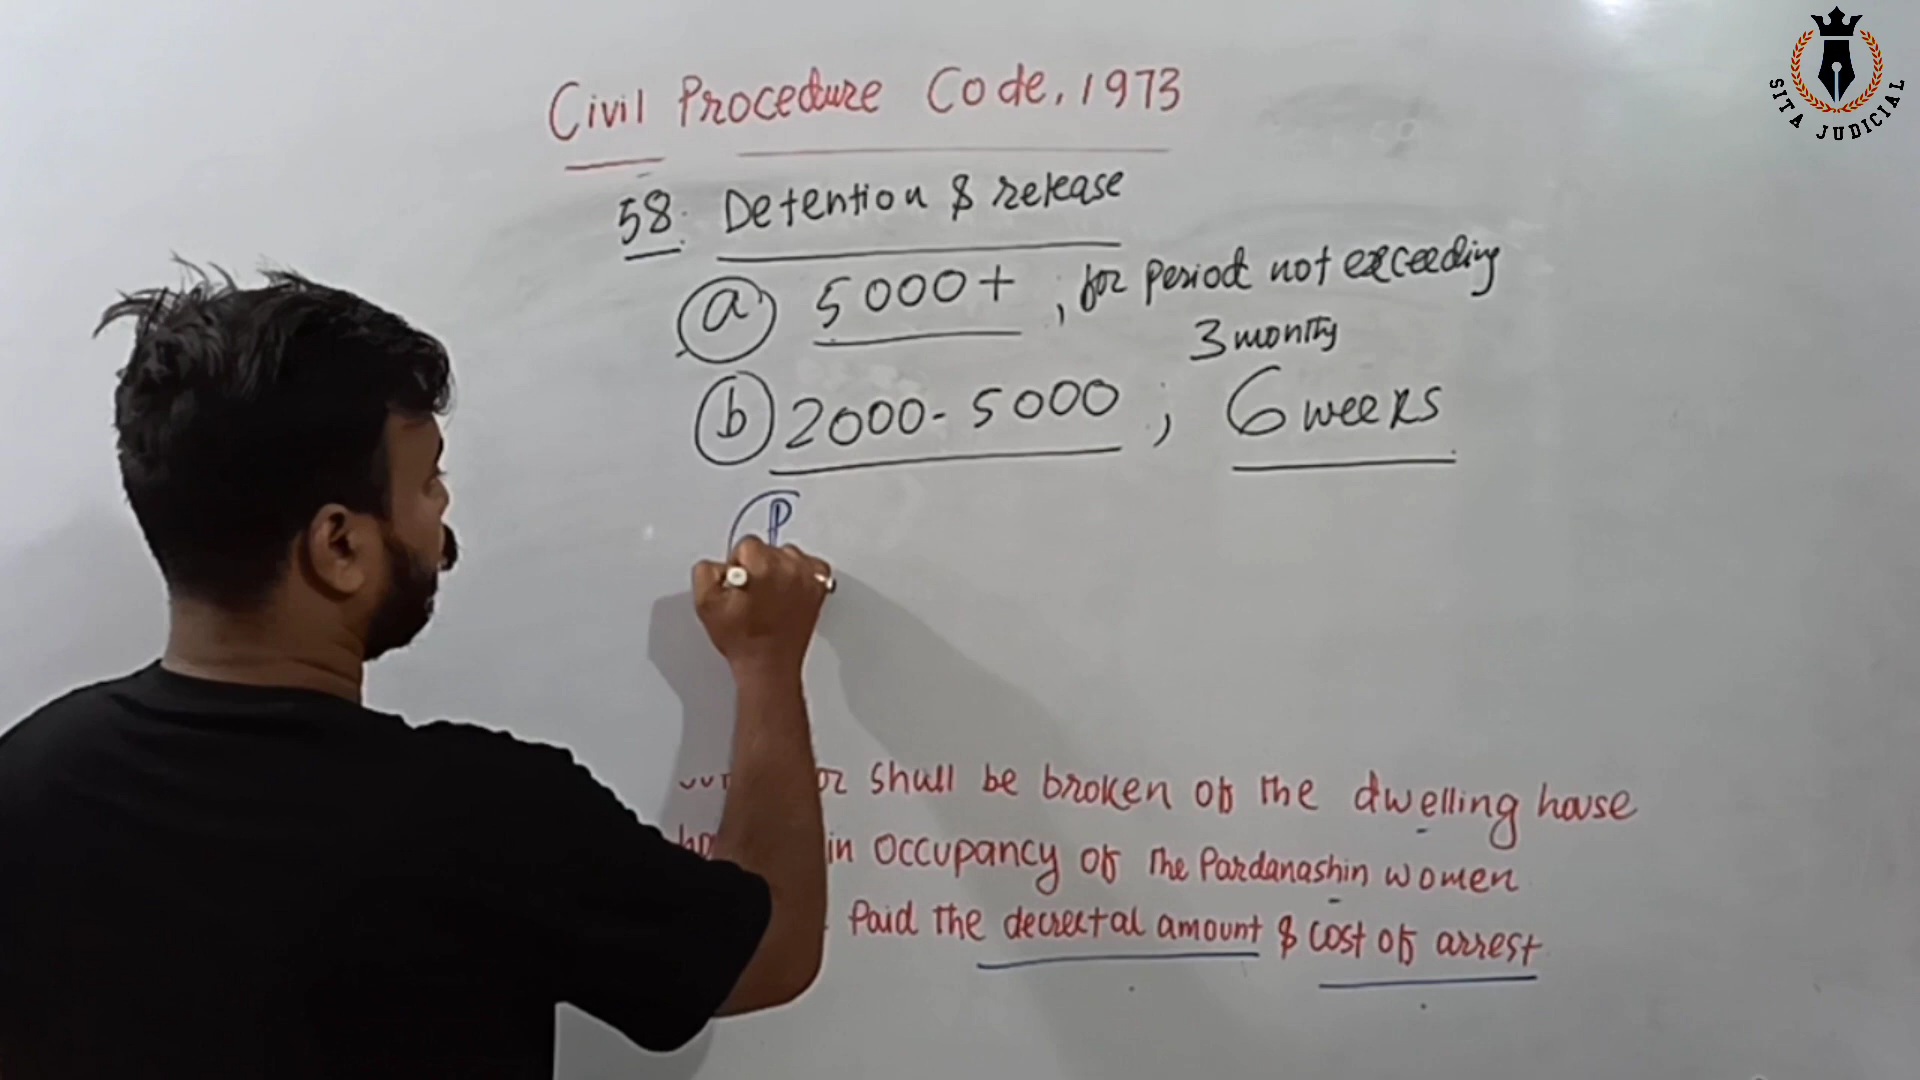 Civil Procedure Code, 1973
58. Detention & release
(a) 5000+, for period not exceeding
3 months
(b) 2000-5000, 6 weeks
P
or shall be broken of the dwelling house
in occupancy of the Pardanashin women
Paid the decreetal amount & cost of arrest
SITA JUDICIAL